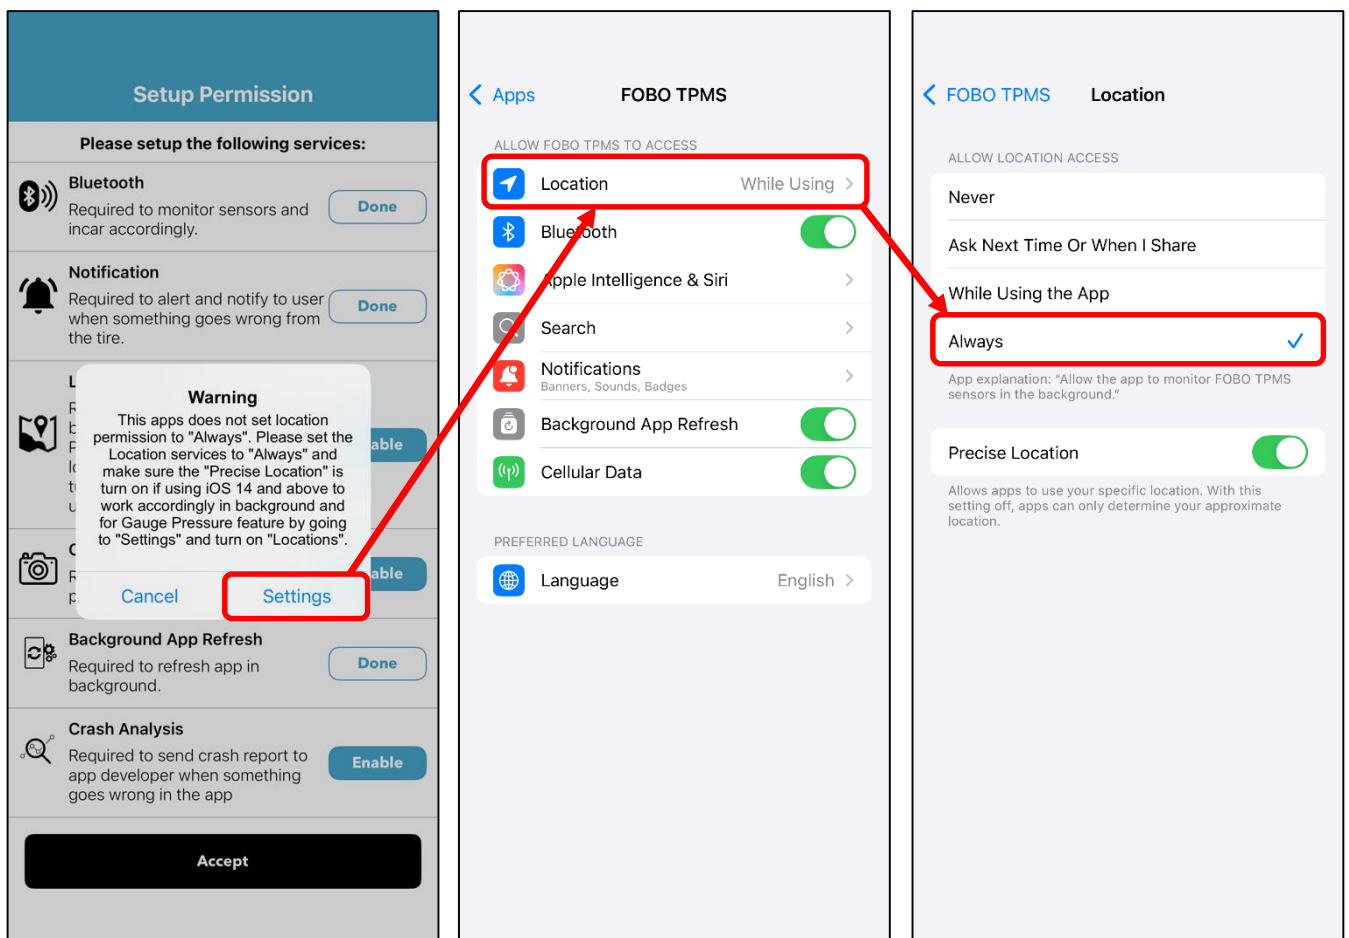 Setup Permission
Please setup the following services:
Bluetooth
Required to monitor sensors and
incar accordingly.
Done
Notification
Required to alert and notify to user
when something goes wrong from
the tire.
Done
Warning
This apps does not set location
permission to "Always". Please set the
Location services to "Always" and
make sure the "Precise Location" is
turn on if using iOS 14 and above to
work accordingly in background and
for Gauge Pressure feature by going
to "Settings" and turn on "Locations".
Cancel
Settings
Background App Refresh
Required to refresh app in
background.
Done
Crash Analysis
Required to send crash report to
app developer when something
goes wrong in the app
Enable
Accept
Apps
FOBO TPMS
ALLOW FOBO TPMS TO ACCESS
Location
While Using
Bluetooth
Apple Intelligence & Siri
Search
Notifications
Banners, Sounds, Badges
Background App Refresh
Cellular Data
PREFERRED LANGUAGE
Language
English
FOBO TPMS
Location
ALLOW LOCATION ACCESS
Never
Ask Next Time Or When I Share
While Using the App
Always
App explanation: “Allow the app to monitor FOBO TPMS
sensors in the background.”
Precise Location
Allows apps to use your specific location. With this
setting off, apps can only determine your approximate
location.